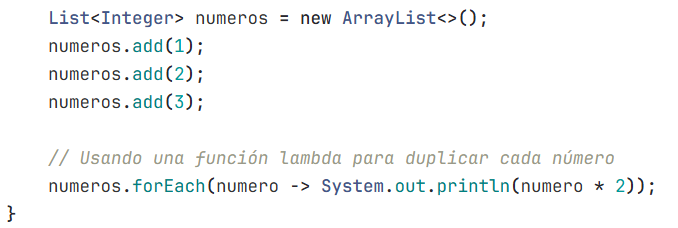 List<Integer> numeros = new ArrayList<>();
numeros.add(1);
numeros.add(2);
numeros.add(3);
// Usando una función lambda para duplicar cada número
numeros.forEach(numero -> System.out.println(numero * 2));
}